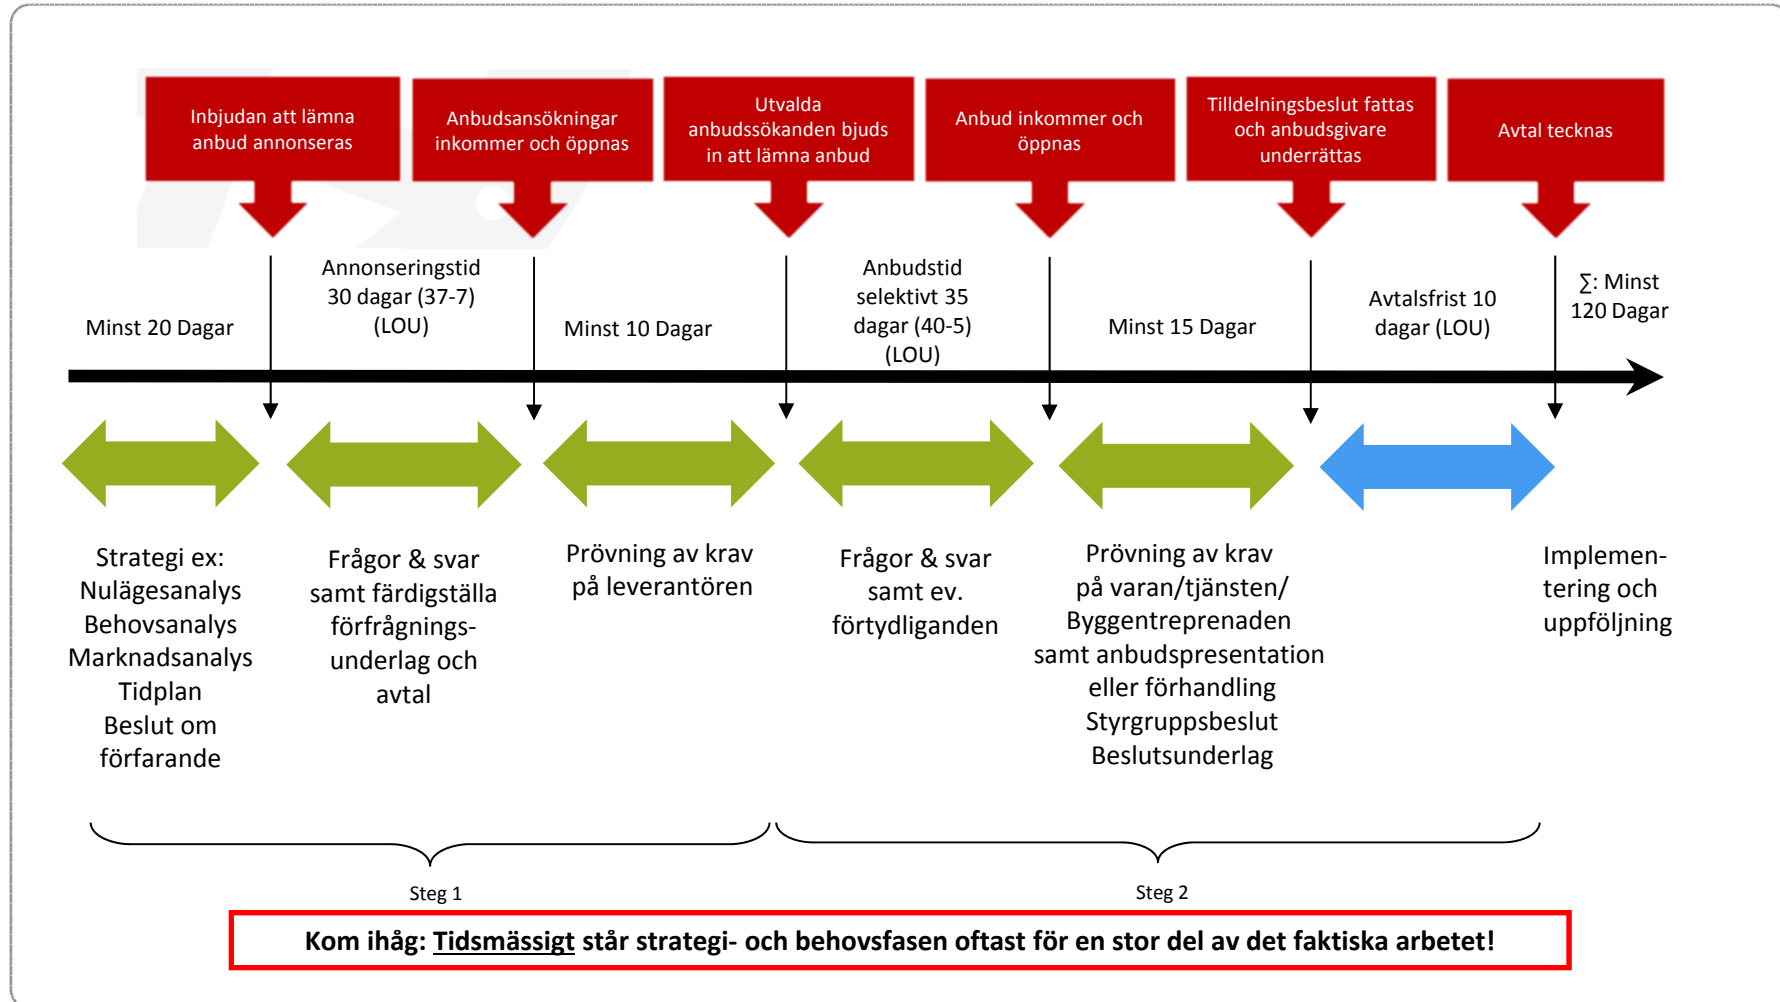 Inbjudan att lämna
anbud annonseras
Anbudsansökningar
inkommer och öppnas
Utvalda
anbudssökanden bjuds
in att lämna anbud
Anbud inkommer och
öppnas
Tilldelningsbeslut fattas
och anbudsgivare
underrättas
Avtal tecknas
Minst 20 Dagar
Annonseringstid
30 dagar (37-7)
(LOU)
Minst 10 Dagar
Anbudstid
selektivt 35
dagar (40-5)
(LOU)
Minst 15 Dagar
Avtalsfrist 10
dagar (LOU)
∑: Minst
120 Dagar
Strategi ex:
Nulägesanalys
Behovsanalys
Marknadsanalys
Tidplan
Beslut om
förfarande
Frågor & svar
samt färdigställa
förfrågnings-
underlag och
avtal
Prövning av krav
på leverantören
Frågor & svar
samt ev.
förtydliganden
Prövning av krav
på varan/tjänsten/
Byggentreprenaden
samt anbudspresentation
eller förhandling
Styrgruppsbeslut
Beslutsunderlag
Implemen-
tering och
uppföljning
Steg 1
Steg 2
Kom ihåg: Tidsmässigt står strategi- och behovsfasen oftast för en stor del av det faktiska arbetet!